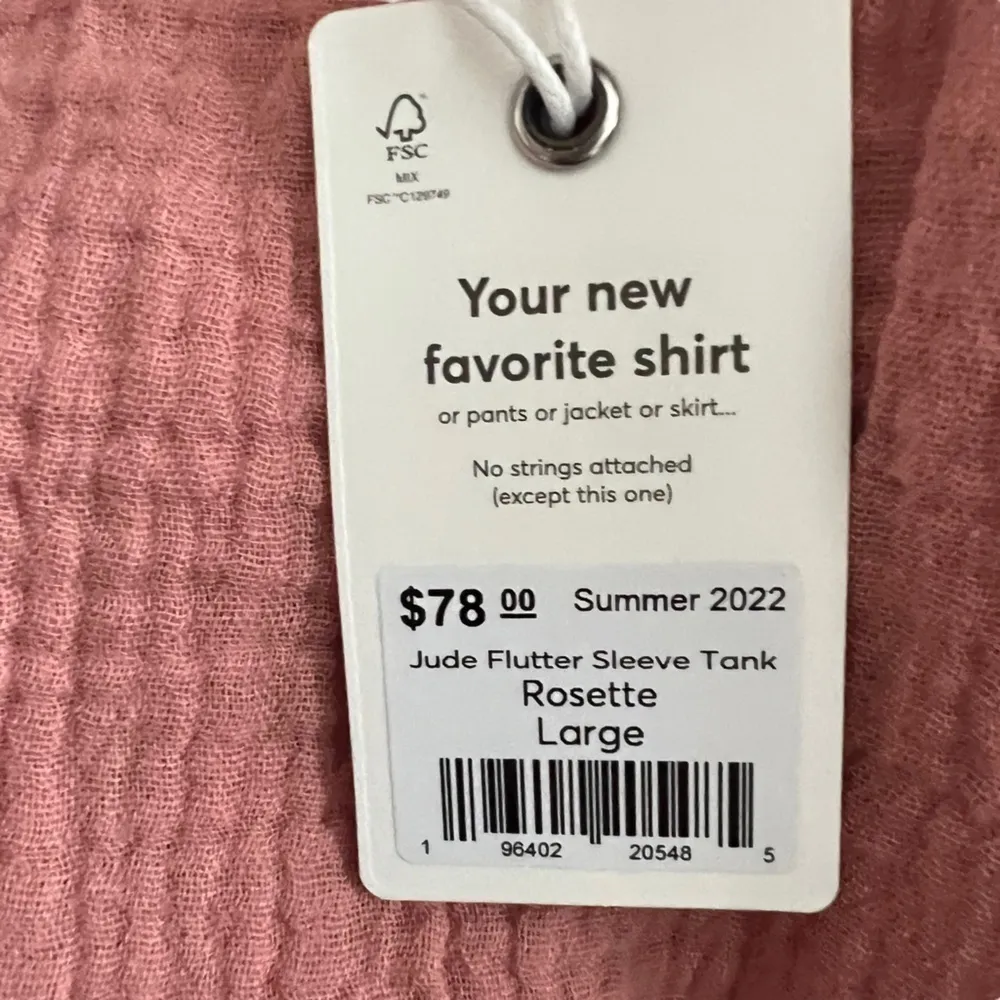 FSC
MIX
FSC™C129749
Your new
favorite shirt
or pants or jacket or skirt...
No strings attached
(except this one)
$78 00 Summer 2022
Jude Flutter Sleeve Tank
Rosette
Large
1 96402 20548 5